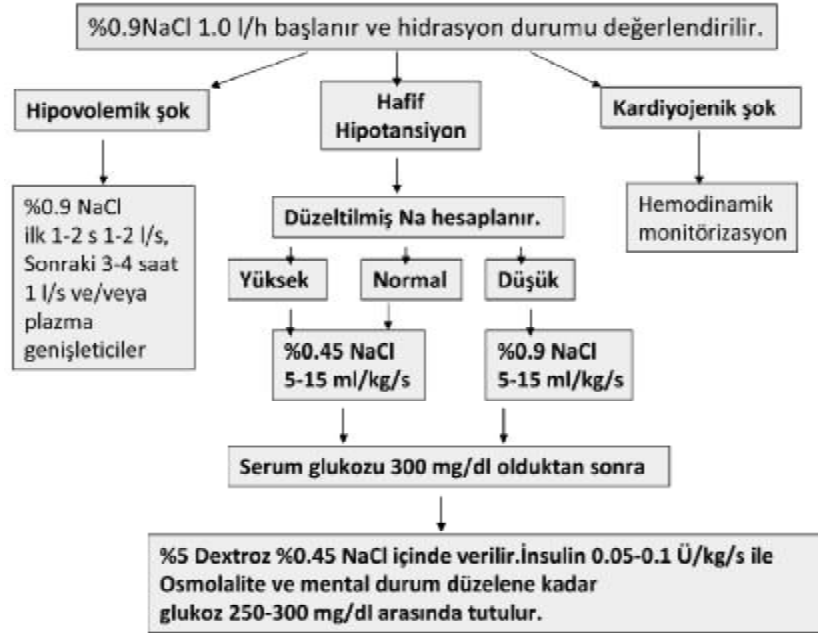 %0.9NaCl 1.0 l/h başlanır ve hidrasyon durumu değerlendirilir.
Hipovolemik şok
Hafif
Hipotansiyon
Kardiyojenik şok
%0.9 NaCl
ilk 1-2 s 1-2 l/s,
Sonraki 3-4 saat
1 l/s ve/veya
plazma
genişleticiler
Düzeltilmiş Na hesaplanır.
Hemodinamik
monitörizasyon
Yüksek
Normal
Düşük
%0.45 NaCl
5-15 ml/kg/s
%0.9 NaCl
5-15 ml/kg/s
Serum glukozu 300 mg/dl olduktan sonra
%5 Dextroz %0.45 NaCl içinde verilir.İnsulin 0.05-0.1 Ü/kg/s ile
Osmolalite ve mental durum düzelene kadar
glukoz 250-300 mg/dl arasında tutulur.